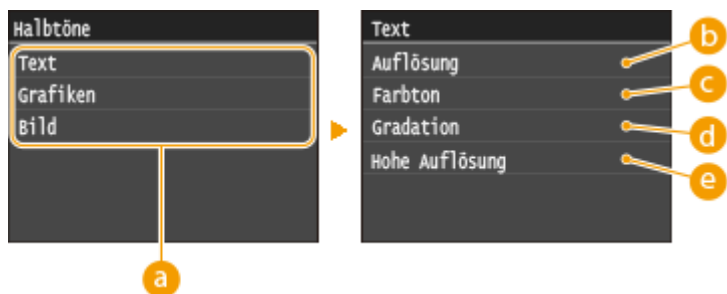 Halbtöne
Text
Grafiken
Bild
a
Text
Auflösung
b
Farbton
c
Gradation
d
Hohe Auflösung
e